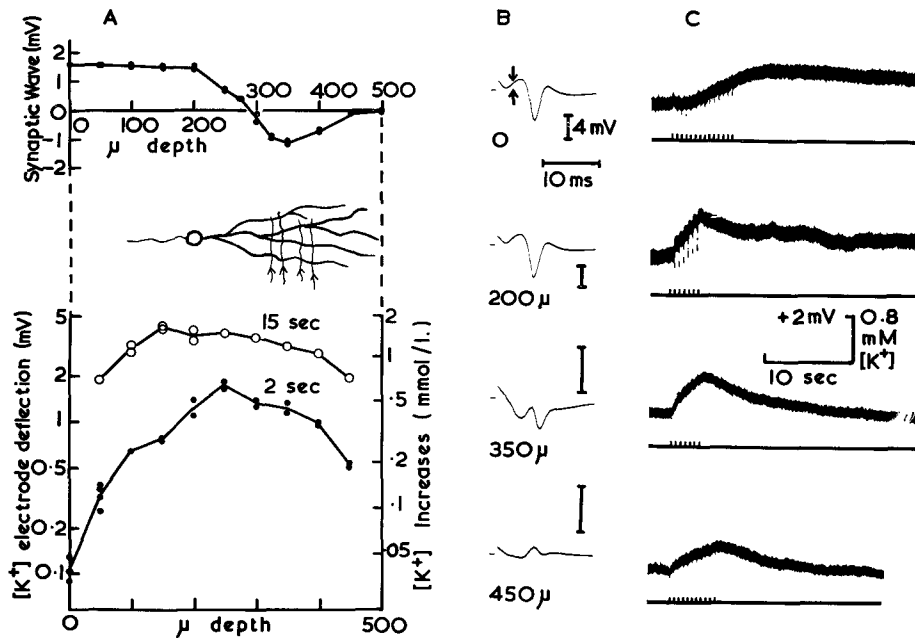 A
B
C
Synaptic Wave (mV)
2
1
0
-1
-2
0 100 200
300 400 500
μ depth
15 sec
2 sec
[K⁺] electrode deflection (mV)
5
2
1
0.5
0.2
0.1
2
1
0.5
.2
.1
.05
[K⁺] Increases (mmol/l.)
0
μ depth
500
0
4 mV
10 ms
200 μ
350 μ
450 μ
+2mV
0.8
mM
[K⁺]
10 sec